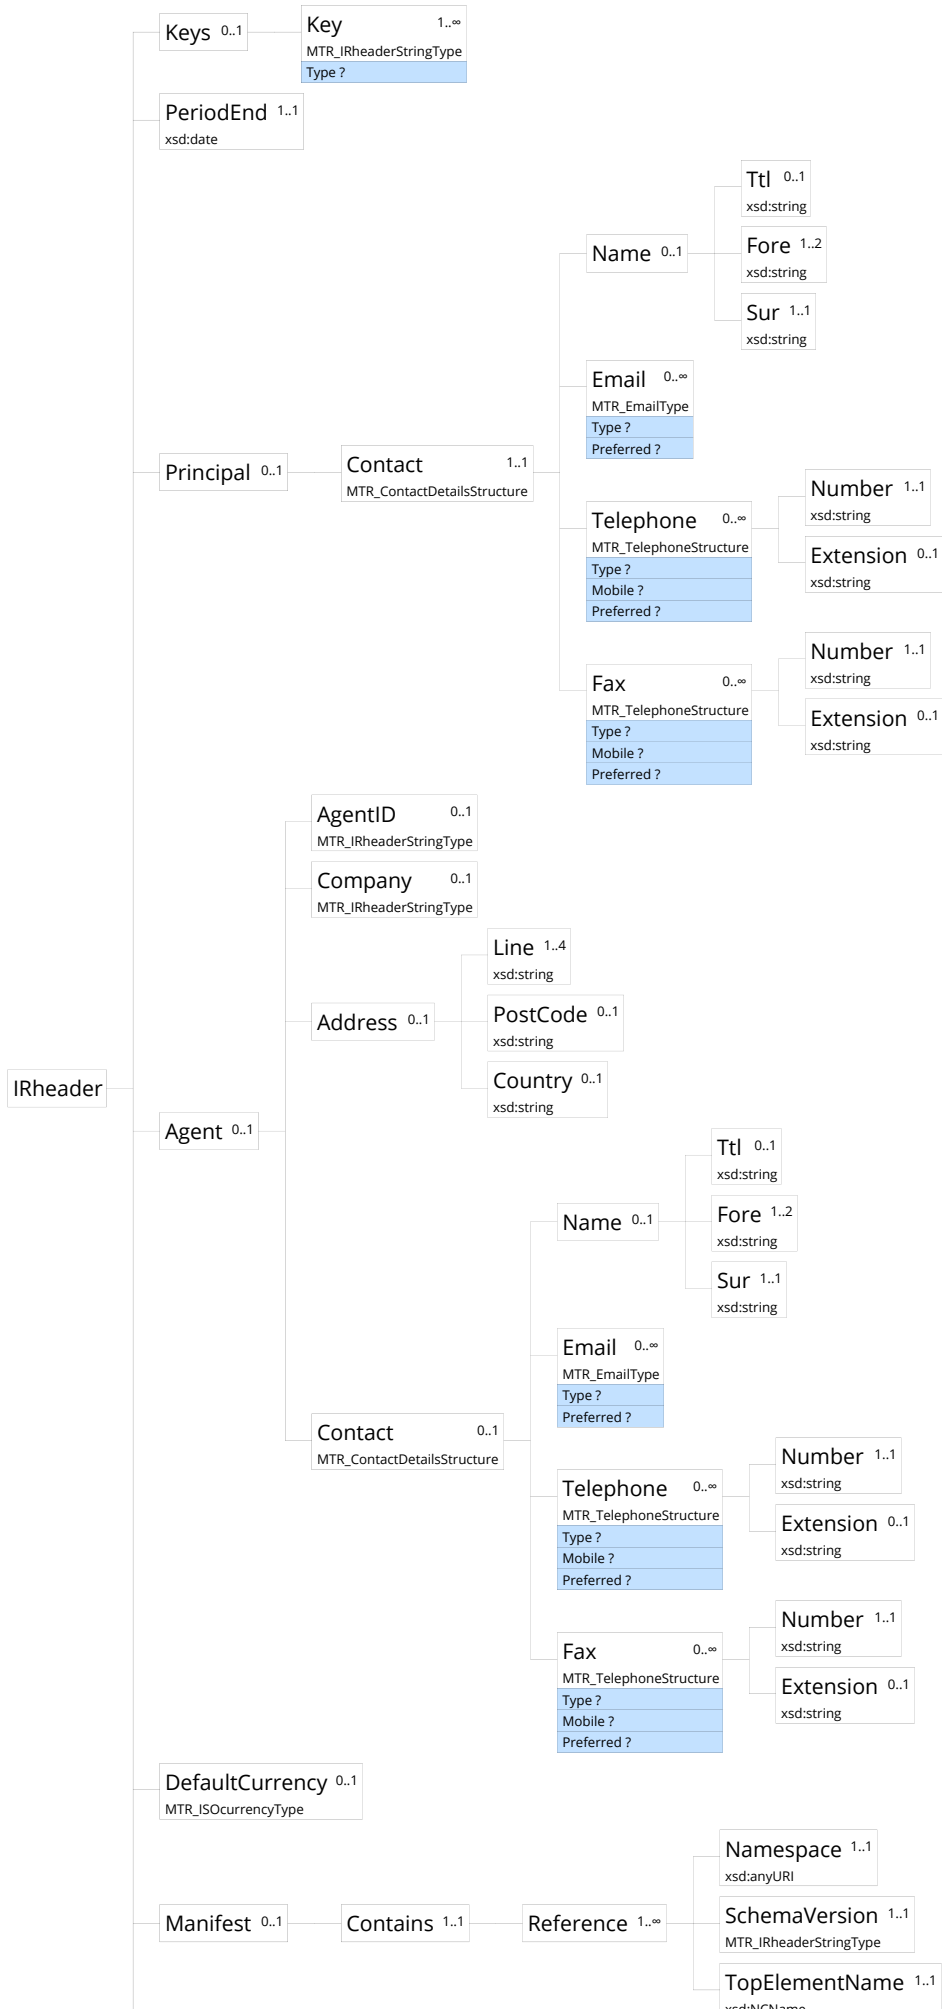 Keys 0..1
Key 1..∞
MTR_IRheaderStringType
Type ?
PeriodEnd 1..1
xsd:date
Ttl 0..1
xsd:string
Name 0..1
Fore 1..2
xsd:string
Sur 1..1
xsd:string
Email 0..∞
MTR_EmailType
Type ?
Preferred ?
Principal 0..1
Contact 1..1
MTR_ContactDetailsStructure
Telephone 0..∞
MTR_TelephoneStructure
Type ?
Mobile ?
Preferred ?
Number 1..1
xsd:string
Extension 0..1
xsd:string
Fax 0..∞
MTR_TelephoneStructure
Type ?
Mobile ?
Preferred ?
Number 1..1
xsd:string
Extension 0..1
xsd:string
AgentID 0..1
MTR_IRheaderStringType
Company 0..1
MTR_IRheaderStringType
Address 0..1
Line 1..4
xsd:string
PostCode 0..1
xsd:string
Country 0..1
xsd:string
IRheader
Agent 0..1
Ttl 0..1
xsd:string
Name 0..1
Fore 1..2
xsd:string
Sur 1..1
xsd:string
Email 0..∞
MTR_EmailType
Type ?
Preferred ?
Contact 0..1
MTR_ContactDetailsStructure
Telephone 0..∞
MTR_TelephoneStructure
Type ?
Mobile ?
Preferred ?
Number 1..1
xsd:string
Extension 0..1
xsd:string
Fax 0..∞
MTR_TelephoneStructure
Type ?
Mobile ?
Preferred ?
Number 1..1
xsd:string
Extension 0..1
xsd:string
DefaultCurrency 0..1
MTR_ISOcurrencyType
Manifest 0..1
Contains 1..1
Reference 1..∞
Namespace 1..1
xsd:anyURI
SchemaVersion 1..1
MTR_IRheaderStringType
TopElementName 1..1
xsd:NCName